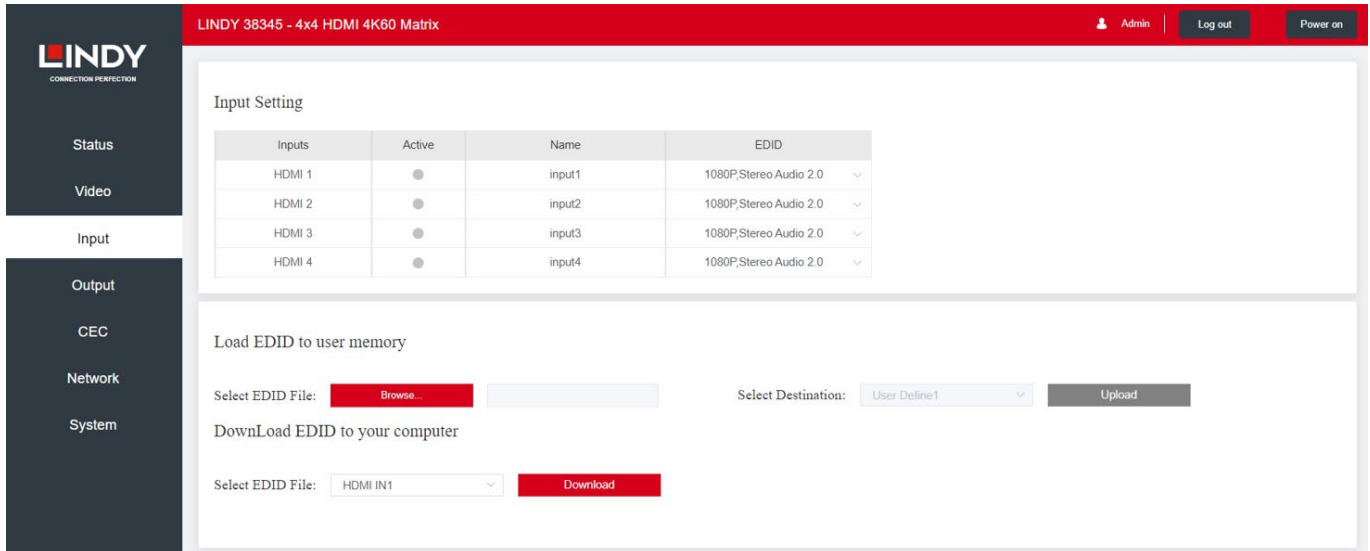 LINDY 38345 - 4x4 HDMI 4K60 Matrix
Admin
Log out
Power on
LINDY
CONNECTION PERFECTION
Status
Video
Input
Output
CEC
Network
System
Input Setting
Inputs Active Name EDID
HDMI 1 input1 1080P,Stereo Audio 2.0
HDMI 2 input2 1080P,Stereo Audio 2.0
HDMI 3 input3 1080P,Stereo Audio 2.0
HDMI 4 input4 1080P,Stereo Audio 2.0
Load EDID to user memory
Select EDID File: Browse... Select Destination: User Define1 Upload
DownLoad EDID to your computer
Select EDID File: HDMI IN1 Download